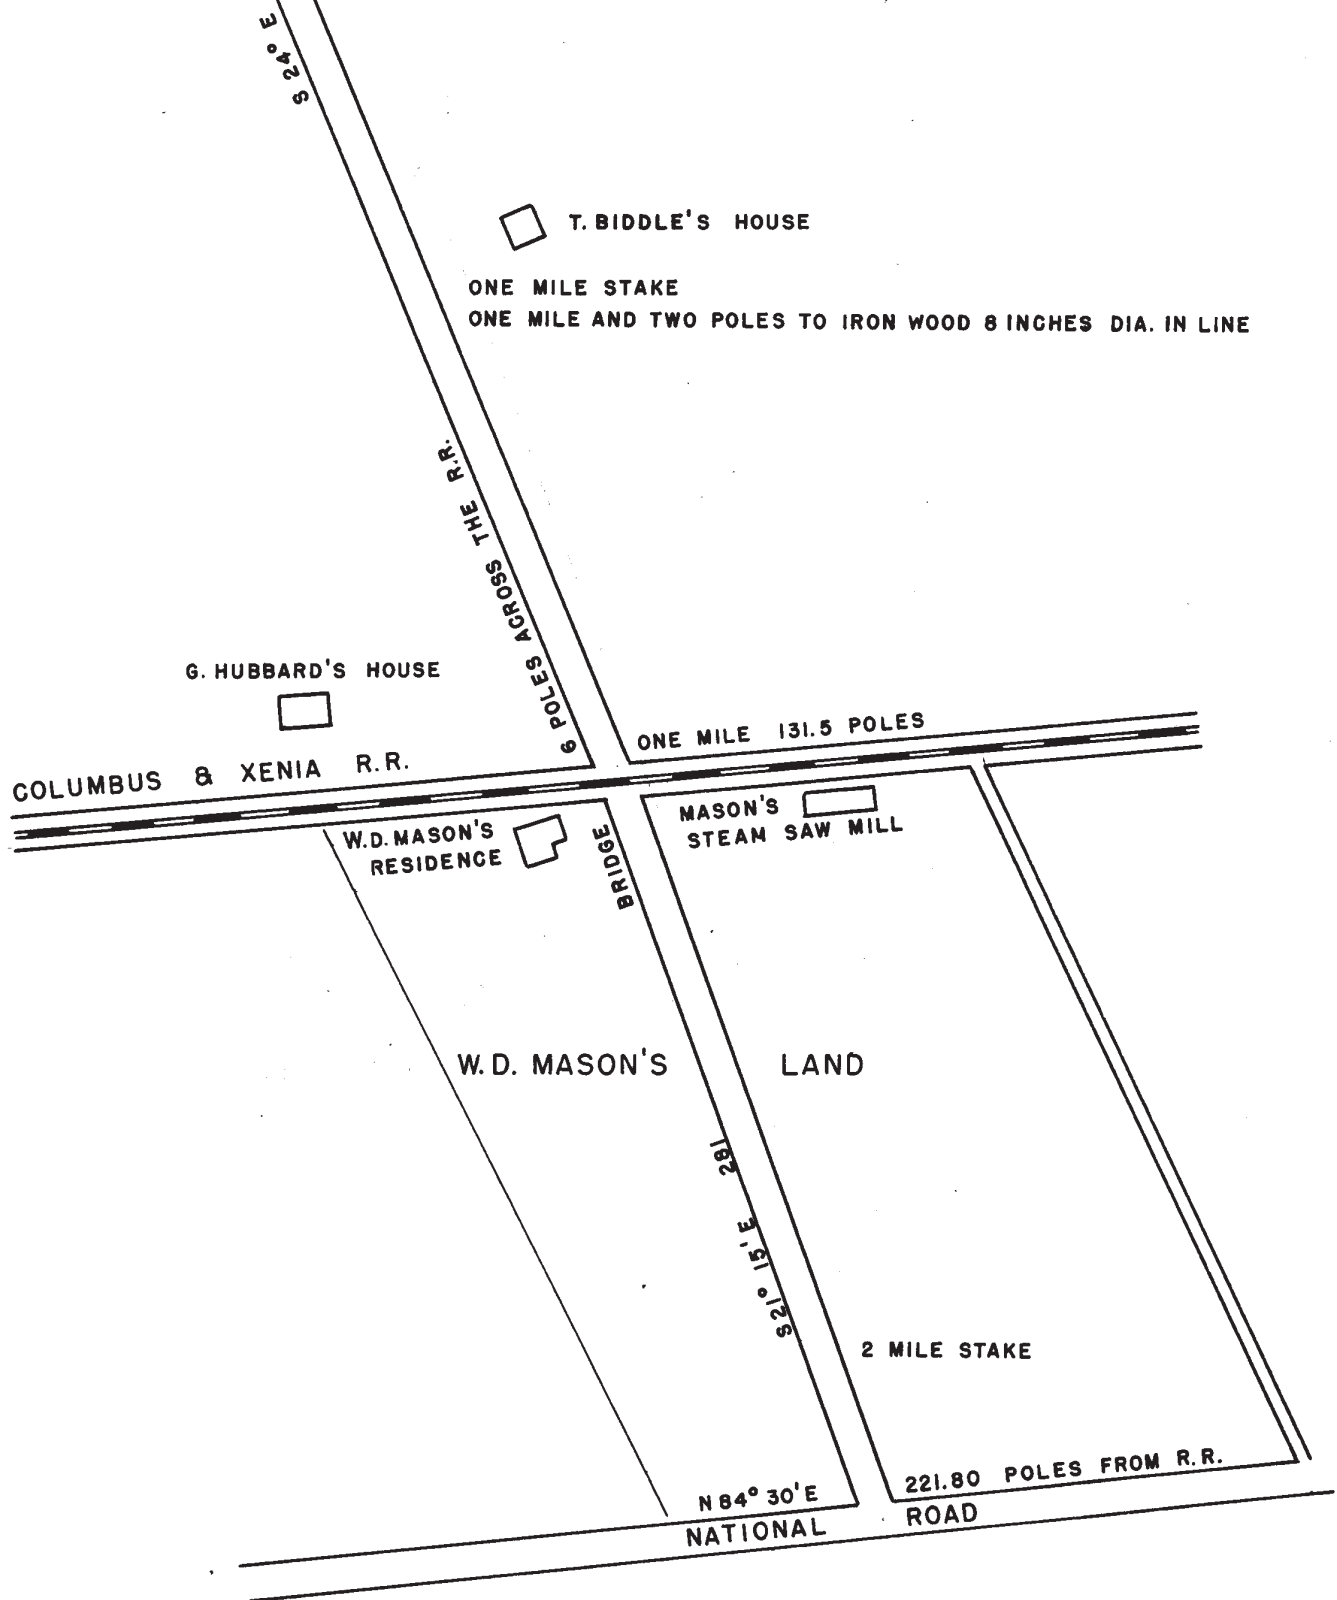 S 24° E
T. BIDDLE'S HOUSE
ONE MILE STAKE
ONE MILE AND TWO POLES TO IRON WOOD 8 INCHES DIA. IN LINE
6 POLES ACROSS THE R.R.
G. HUBBARD'S HOUSE
ONE MILE 131.5 POLES
COLUMBUS & XENIA R.R.
MASON'S
STEAM SAW MILL
W.D. MASON'S
RESIDENCE
BRIDGE
W.D. MASON'S LAND
281
S 21° 15' E
2 MILE STAKE
221.80 POLES FROM R.R.
N 84° 30' E
NATIONAL ROAD